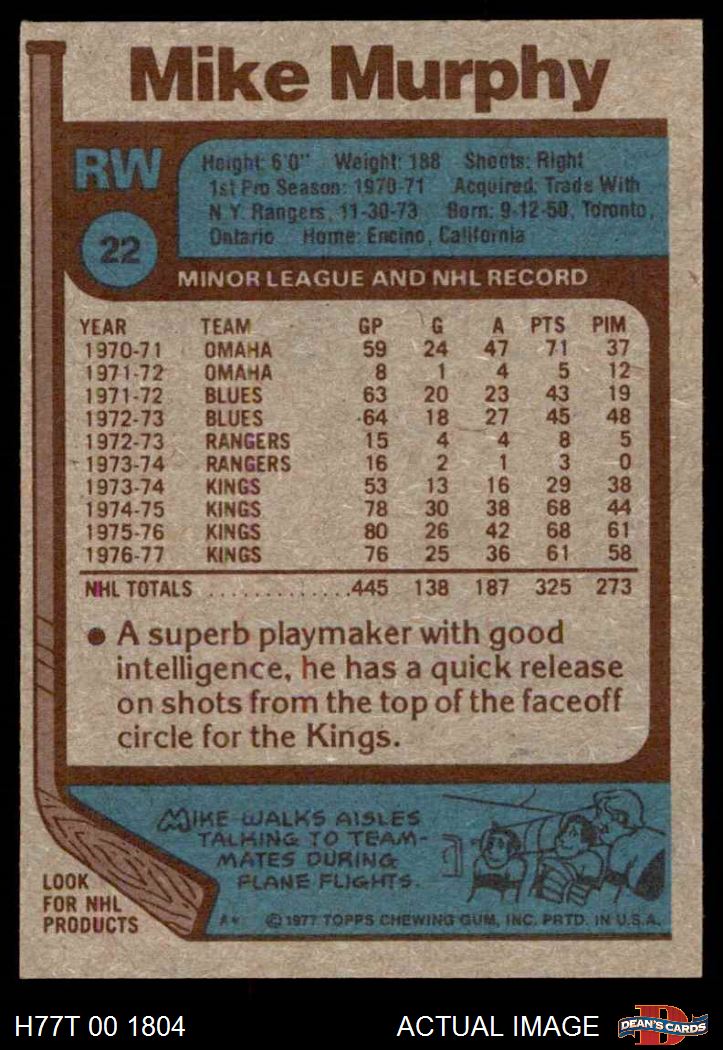 Mike Murphy
RW
Height: 6'0" Weight: 188 Shoots: Right
1st Pro Season: 1970-71 Acquired: Trade With
N.Y. Rangers, 11-30-73 Born: 9-12-50, Toronto,
Ontario Home: Encino, California
22
MINOR LEAGUE AND NHL RECORD
YEAR TEAM GP G A PTS PIM
1970-71 OMAHA 59 24 47 71 37
1971-72 OMAHA 8 1 4 5 12
1971-72 BLUES 63 20 23 43 19
1972-73 BLUES 64 18 27 45 48
1972-73 RANGERS 15 4 4 8 5
1973-74 RANGERS 16 2 1 3 0
1973-74 KINGS 53 13 16 29 38
1974-75 KINGS 78 30 38 68 44
1975-76 KINGS 80 26 42 68 61
1976-77 KINGS 76 25 36 61 58
NHL TOTALS .............445 138 187 325 273
• A superb playmaker with good
intelligence, he has a quick release
on shots from the top of the faceoff
circle for the Kings.
MIKE WALKS AISLES
TALKING TO TEAM-
MATES DURING
PLANE FLIGHTS.
LOOK
FOR NHL
PRODUCTS
A* ©1977 TOPPS CHEWING GUM, INC. PRTD. IN U.S.A.
H77T 00 1804 ACTUAL IMAGE D DEAN'S CARDS